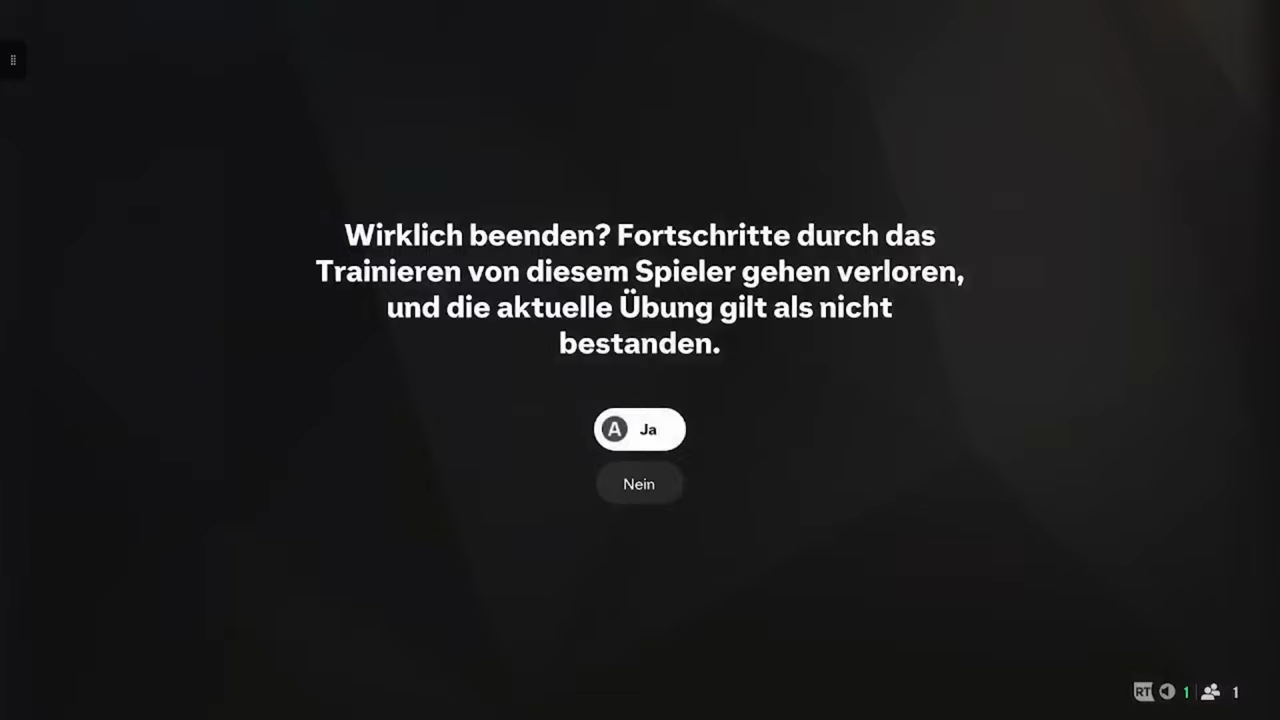 Wirklich beenden? Fortschritte durch das
Trainieren von diesem Spieler gehen verloren,
und die aktuelle Übung gilt als nicht
bestanden.
A Ja
Nein
RT 1 1